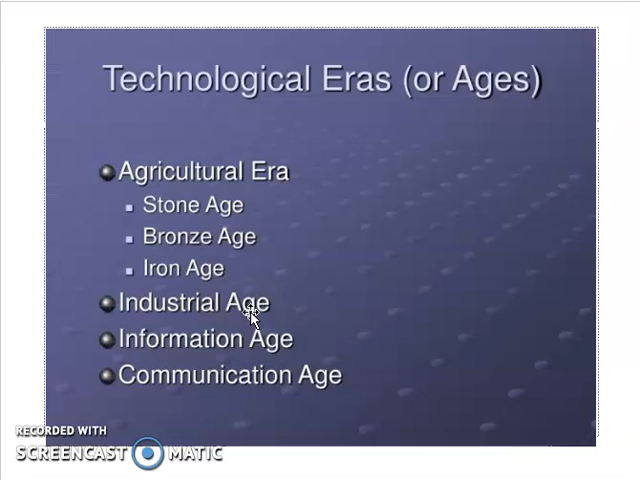 Technological Eras (or Ages)
Agricultural Era
Stone Age
Bronze Age
Iron Age
Industrial Age
Information Age
Communication Age
RECORDED WITH
SCREENCAST MATIC